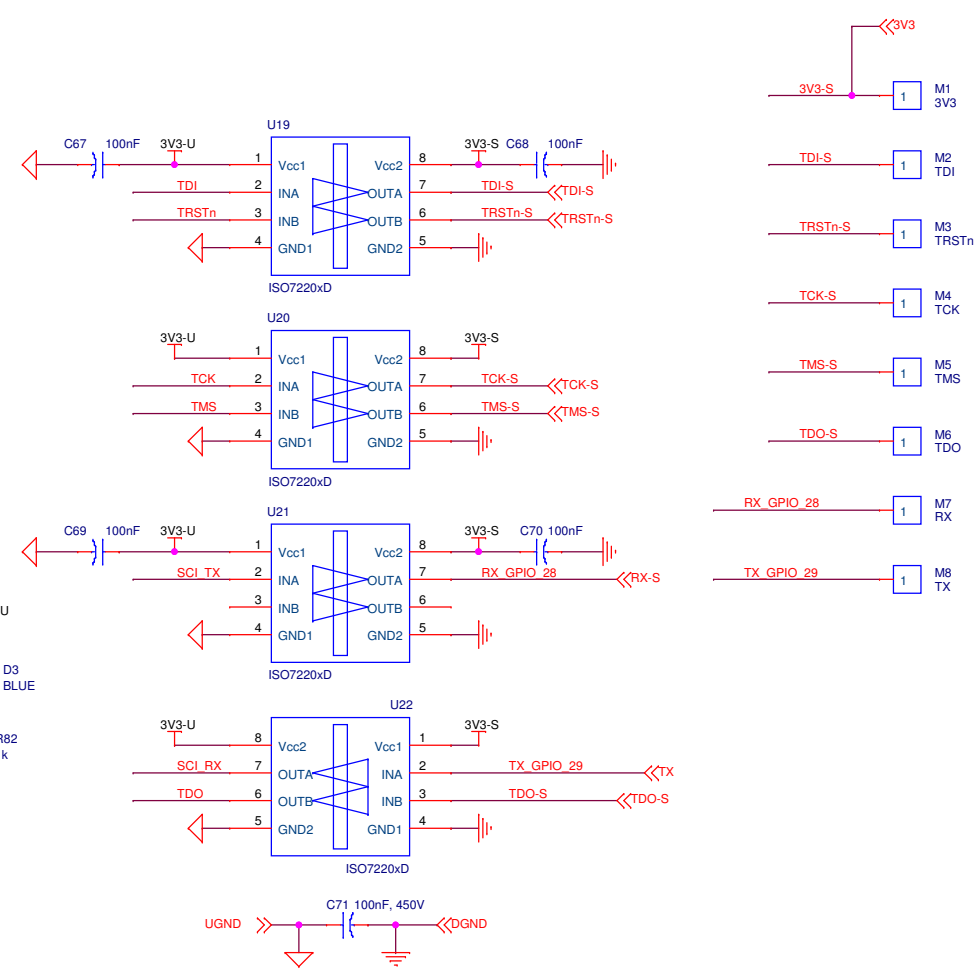 3V3
3V3-S
1
M1
3V3
TDI-S
1
M2
TDI
TRSTn-S
1
M3
TRSTn
TCK-S
1
M4
TCK
TMS-S
1
M5
TMS
TDO-S
1
M6
TDO
RX_GPIO_28
1
M7
RX
TX_GPIO_29
1
M8
TX
U19
C67 100nF 3V3-U
1 Vcc1 Vcc2 8
3V3-S C68 100nF
TDI 2 INA OUTA 7 TDI-S TDI-S
TRSTn 3 INB OUTB 6 TRSTn-S TRSTn-S
4 GND1 GND2 5
ISO7220xD
U20
3V3-U 3V3-S
1 Vcc1 Vcc2 8
TCK 2 INA OUTA 7 TCK-S TCK-S
TMS 3 INB OUTB 6 TMS-S TMS-S
4 GND1 GND2 5
ISO7220xD
U21
C69 100nF 3V3-U 3V3-S C70 100nF
1 Vcc1 Vcc2 8
SCI_TX 2 INA OUTA 7 RX_GPIO_28 RX-S
3 INB OUTB 6
4 GND1 GND2 5
ISO7220xD
U
D3
BLUE
R82
k
U22
3V3-U 3V3-S
8 Vcc2 Vcc1 1
SCI_RX 7 OUTA INA 2 TX_GPIO_29 TX
TDO 6 OUTB INB 3 TDO-S TDO-S
5 GND2 GND1 4
ISO7220xD
C71 100nF, 450V
UGND DGND